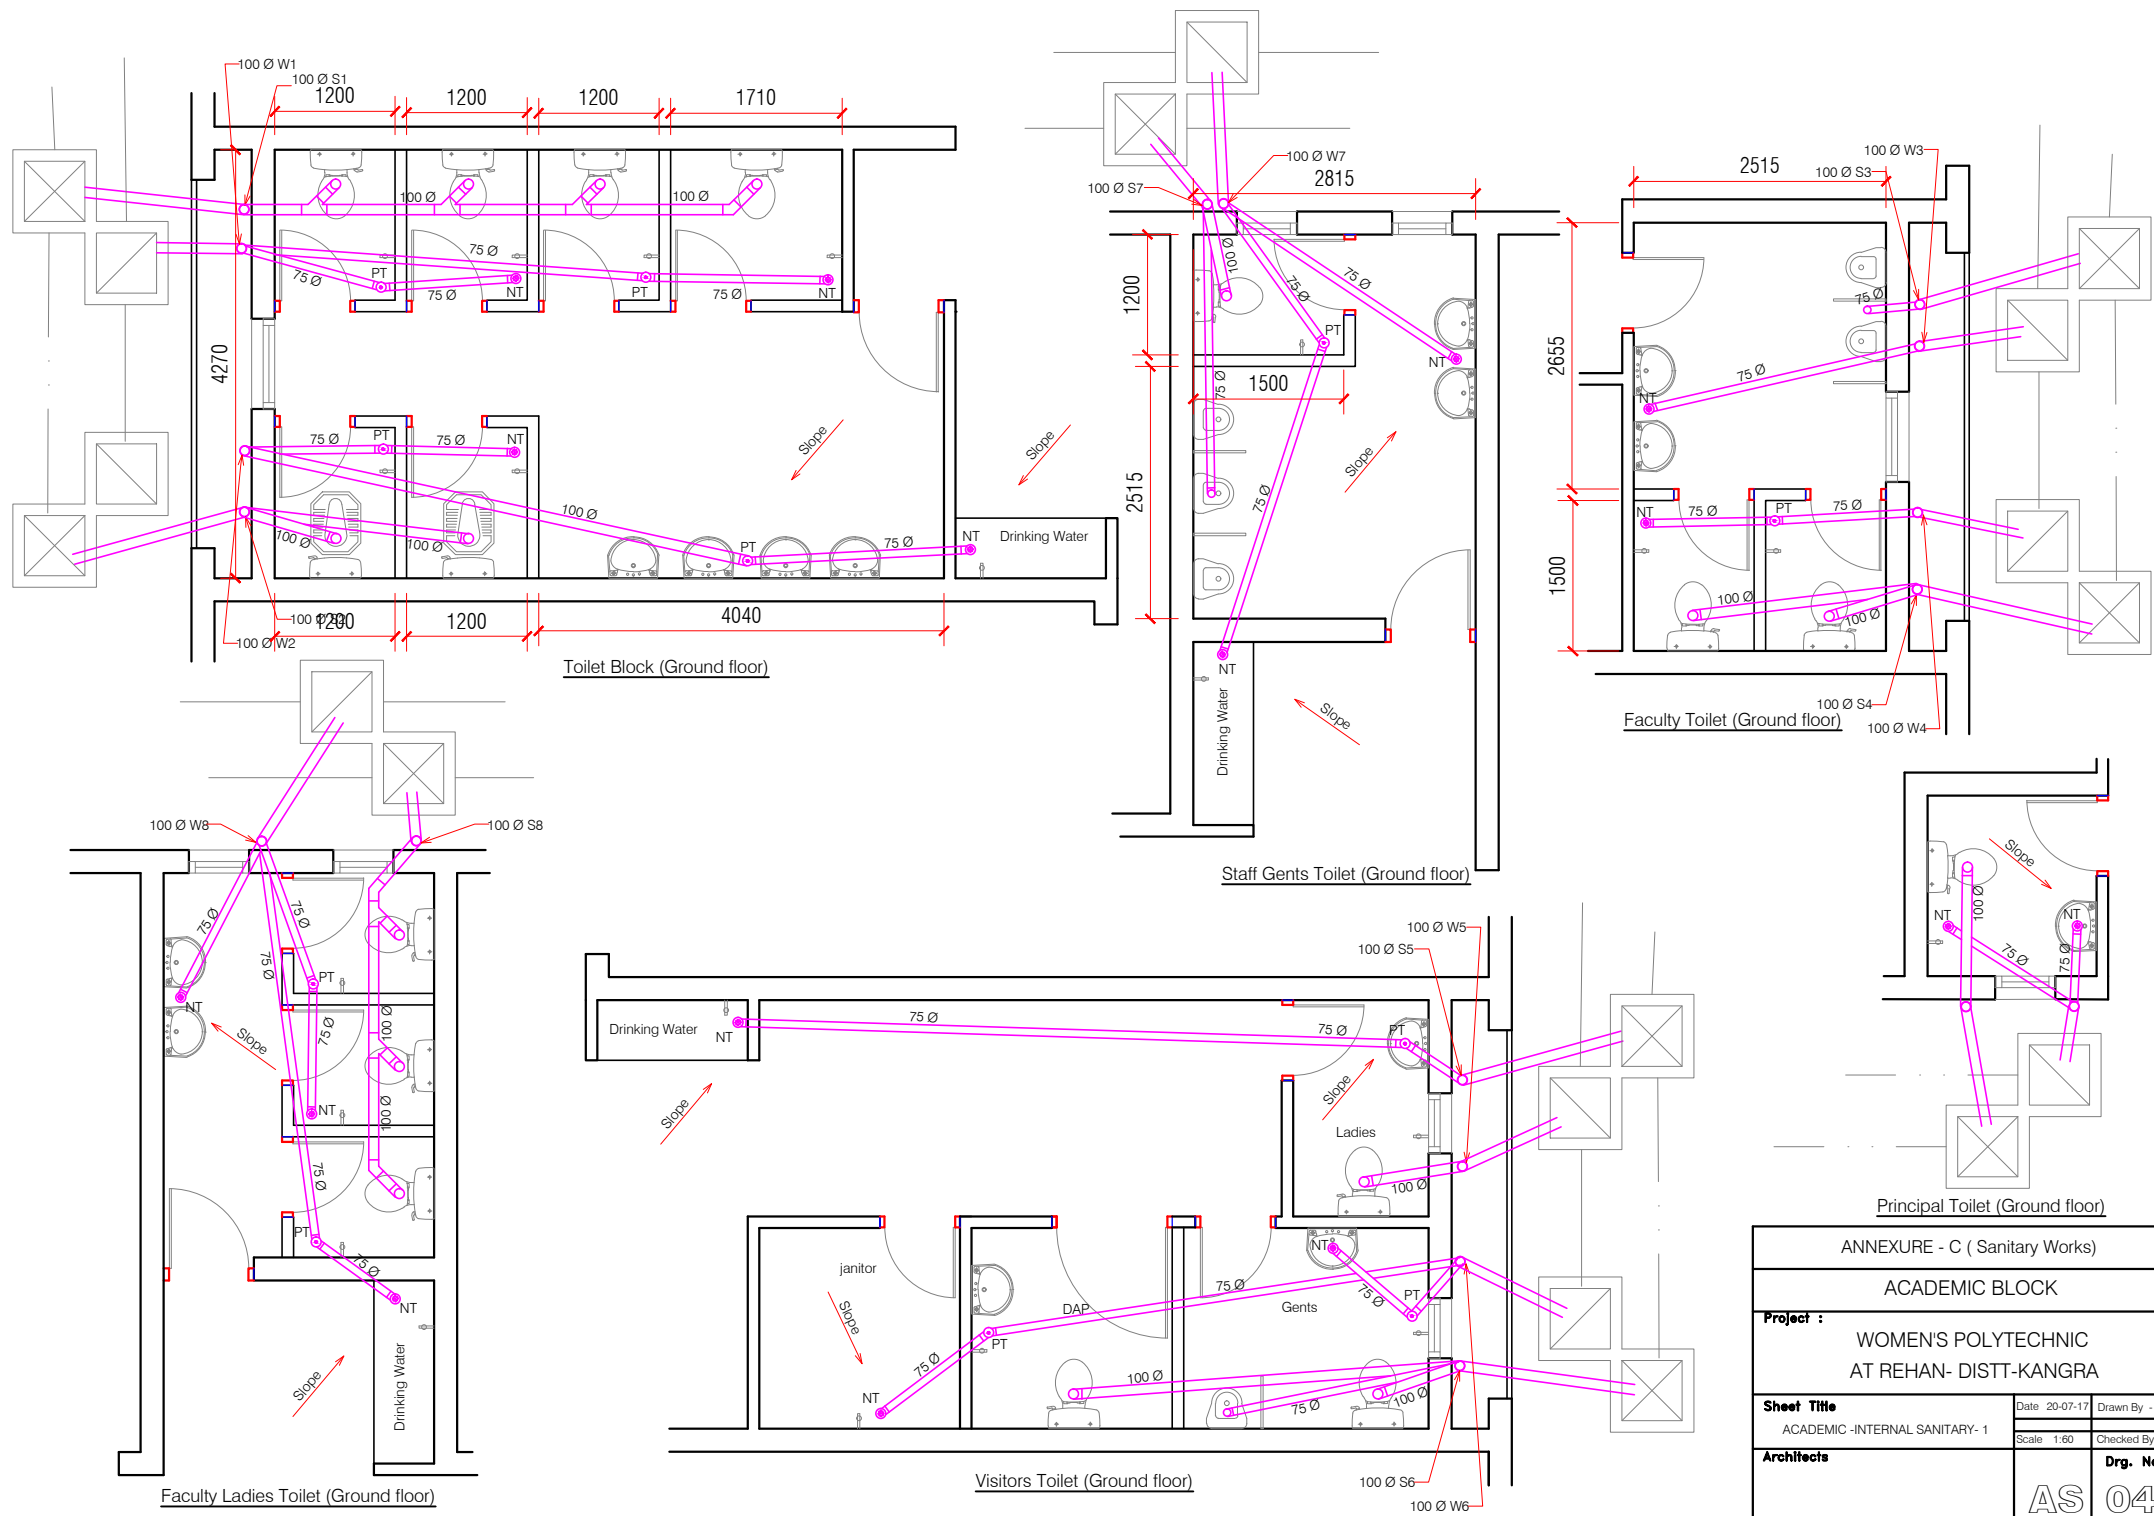 100 Ø W1
100 Ø S1
1200
1200
1200
1710
100 Ø
100 Ø
75 Ø
75 Ø
PT
75 Ø
NT
PT
75 Ø
NT
4270
75 Ø
PT
75 Ø
NT
Slope
Slope
100 Ø
100 Ø
100 Ø
PT
75 Ø
NT
Drinking Water
1200
100 Ø S2
1200
4040
100 Ø W2
Toilet Block (Ground floor)
100 Ø W7
100 Ø S7
2815
1200
100 Ø
75 Ø
75 Ø
PT
NT
1500
75 Ø
2515
Slope
75 Ø
NT
Drinking Water
Slope
Staff Gents Toilet (Ground floor)
100 Ø W3
100 Ø S3
2515
75 Ø
2655
75 Ø
NT
NT
75 Ø
PT
75 Ø
1500
100 Ø
100 Ø
100 Ø S4
100 Ø W4
Faculty Toilet (Ground floor)
100 Ø W8
100 Ø S8
75 Ø
75 Ø
75 Ø
PT
NT
Slope
75 Ø
100 Ø
NT
100 Ø
75 Ø
PT
75 Ø
NT
Slope
Drinking Water
Faculty Ladies Toilet (Ground floor)
100 Ø W5
100 Ø S5
Drinking Water
NT
75 Ø
75 Ø
PT
Slope
Slope
Ladies
100 Ø
janitor
Slope
NT
75 Ø
PT
DAP
75 Ø
Gents
NT
75 Ø
PT
100 Ø
75 Ø
100 Ø
100 Ø S6
100 Ø W6
Visitors Toilet (Ground floor)
Slope
100 Ø
NT
NT
75 Ø
75 Ø
Principal Toilet (Ground floor)
ANNEXURE - C ( Sanitary Works)
ACADEMIC BLOCK
Project :
WOMEN'S POLYTECHNIC
AT REHAN- DISTT-KANGRA
Sheet Title
Date 20-07-17
Drawn By -
ACADEMIC -INTERNAL SANITARY- 1
Scale 1:60
Checked By
Architects
Drg. No
AS 04